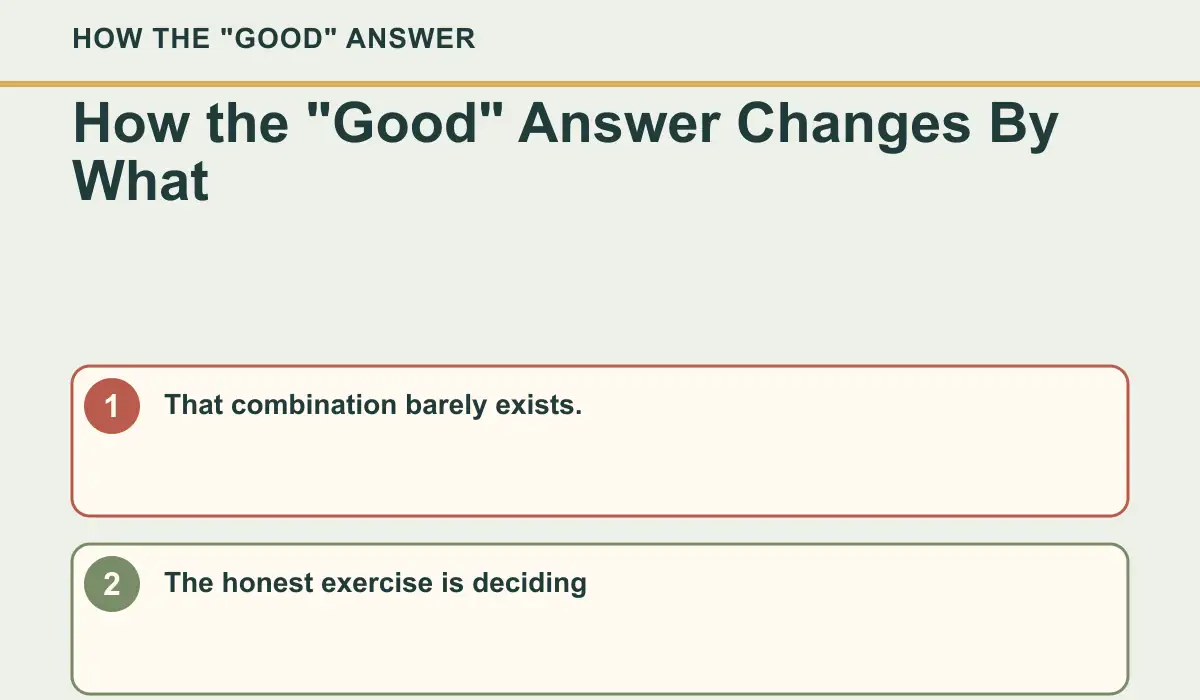 HOW THE "GOOD" ANSWER
How the "Good" Answer Changes By
What
1
That combination barely exists.
2
The honest exercise is deciding